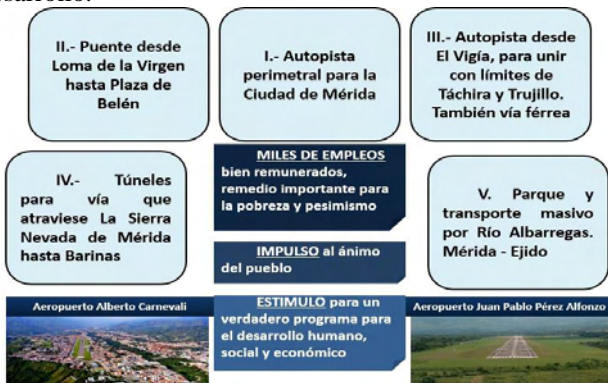 II.- Puente desde
Loma de la Virgen
hasta Plaza de
Belén
I.- Autopista
perimetral para la
Ciudad de Mérida
III.- Autopista desde
El Vigía, para unir
con límites de
Táchira y Trujillo.
También vía férrea
IV.- Túneles
para vía que
atraviese La Sierra
Nevada de Mérida
hasta Barinas
MILES DE EMPLEOS
bien remunerados,
remedio importante para
la pobreza y pesimismo
IMPULSO al ánimo
del pueblo
ESTIMULO para un
verdadero programa para
el desarrollo humano,
social y económico
V. Parque y
transporte masivo
por Río Albarregas.
Mérida - Ejido
Aeropuerto Alberto Carnevali
Aeropuerto Juan Pablo Pérez Alfonzo